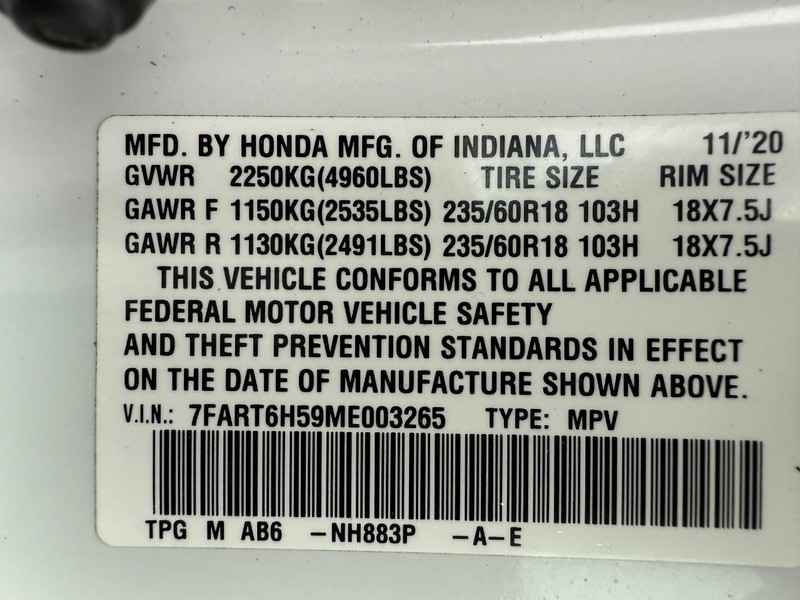 MFD. BY HONDA MFG. OF INDIANA, LLC 11/'20
GVWR 2250KG(4960LBS) TIRE SIZE RIM SIZE
GAWR F 1150KG(2535LBS) 235/60R18 103H 18X7.5J
GAWR R 1130KG(2491LBS) 235/60R18 103H 18X7.5J
THIS VEHICLE CONFORMS TO ALL APPLICABLE
FEDERAL MOTOR VEHICLE SAFETY
AND THEFT PREVENTION STANDARDS IN EFFECT
ON THE DATE OF MANUFACTURE SHOWN ABOVE.
V.I.N.: 7FART6H59ME003265 TYPE: MPV
TPG M AB6 -NH883P -A-E